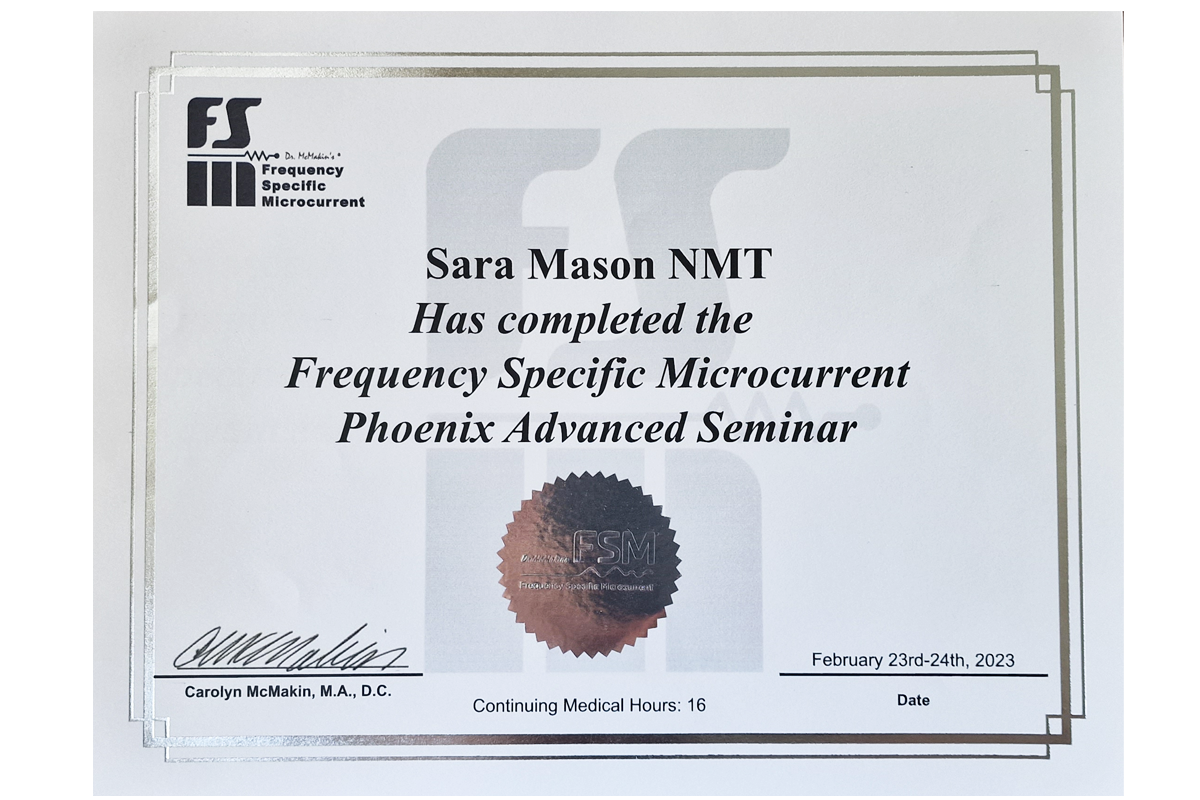 FS
Dr. McMakin's®
m Frequency
Specific
Microcurrent
Sara Mason NMT
Has completed the
Frequency Specific Microcurrent
Phoenix Advanced Seminar
FSM
Frequency Specific Microcurrent
February 23rd-24th, 2023
Carolyn McMakin, M.A., D.C.
Continuing Medical Hours: 16
Date